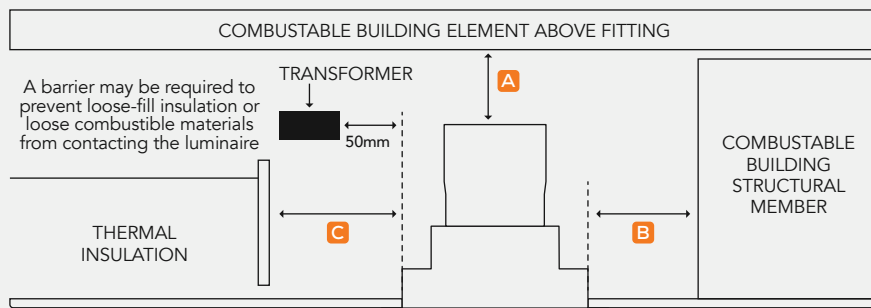 COMBUSTABLE BUILDING ELEMENT ABOVE FITTING
A barrier may be required to
prevent loose-fill insulation or
loose combustible materials
from contacting the luminaire
TRANSFORMER
50mm
A
COMBUSTABLE
BUILDING
STRUCTURAL
MEMBER
THERMAL
INSULATION
C
B